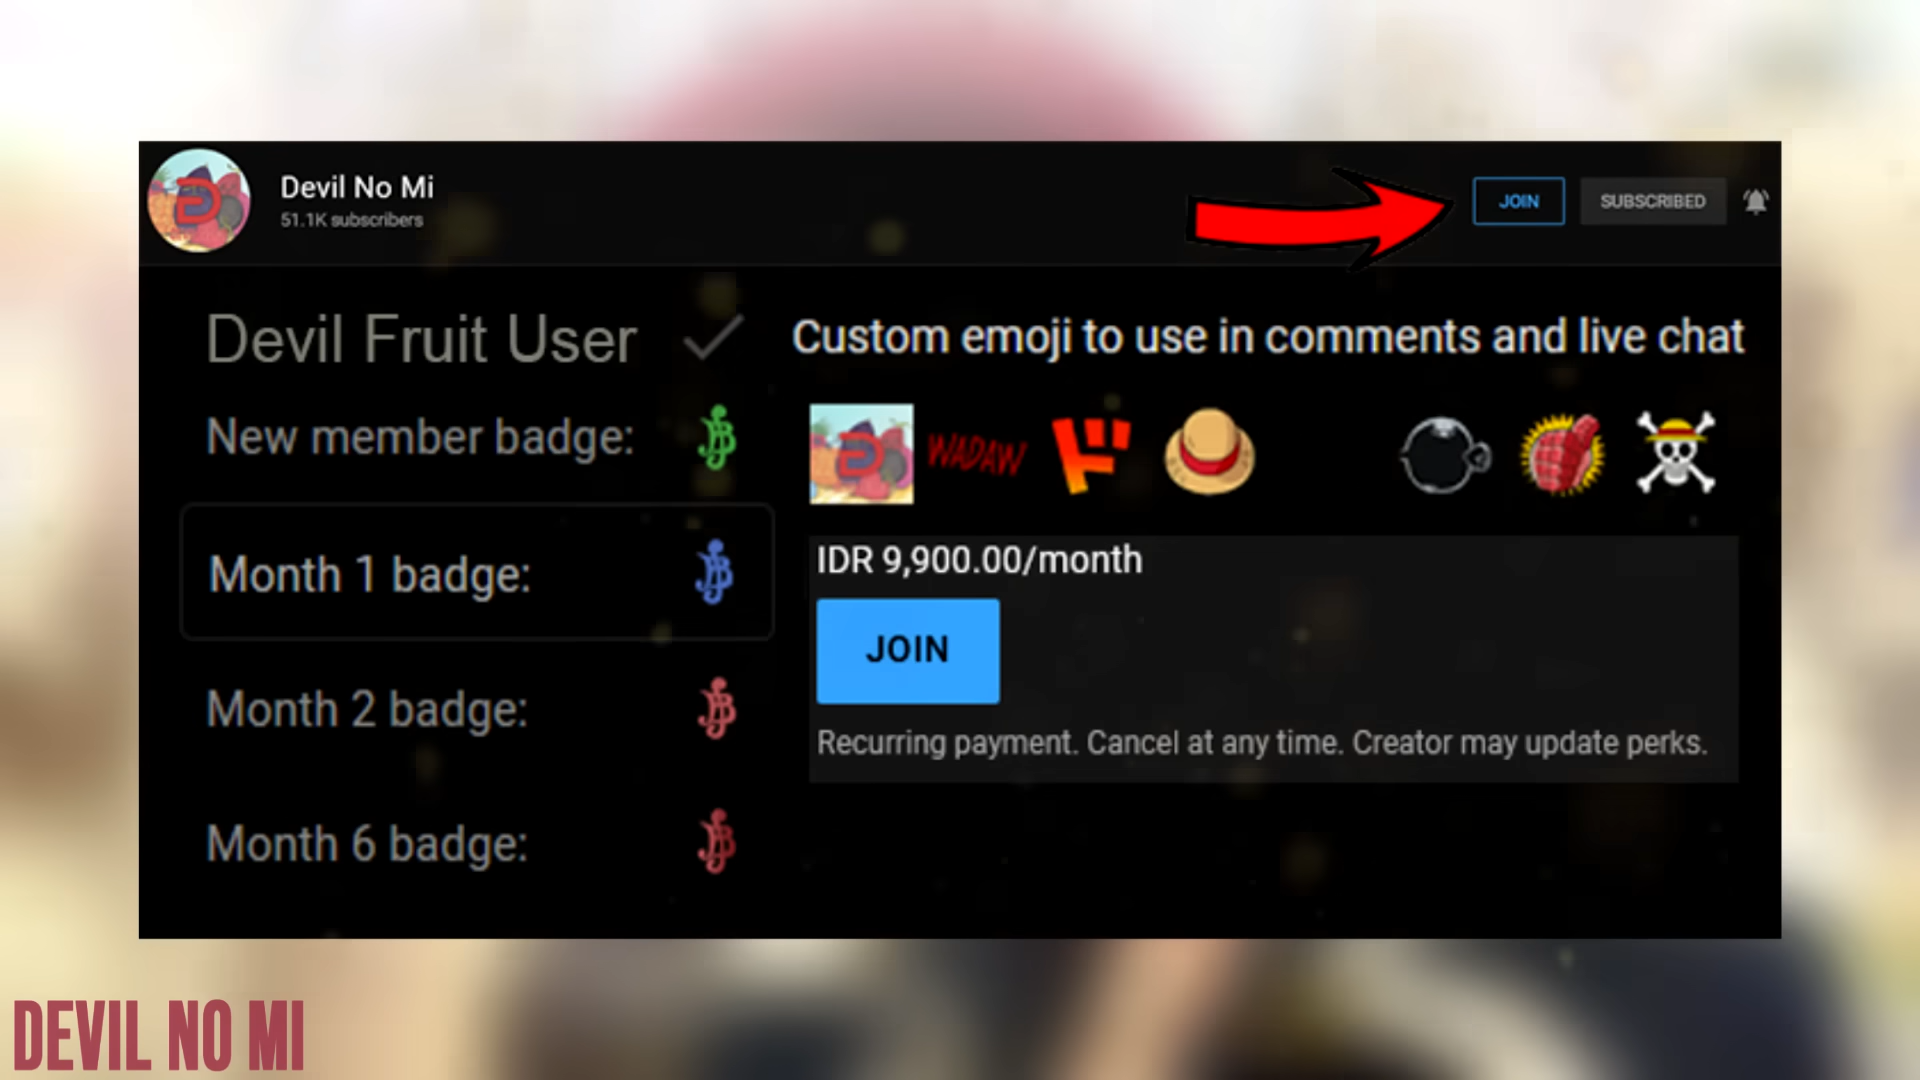 Devil No Mi
51.1K subscribers
JOIN
SUBSCRIBED
Devil Fruit User
New member badge:
Month 1 badge:
Month 2 badge:
Month 6 badge:
Custom emoji to use in comments and live chat
WADAW
ド
IDR 9,900.00/month
JOIN
Recurring payment. Cancel at any time. Creator may update perks.
DEVIL NO MI